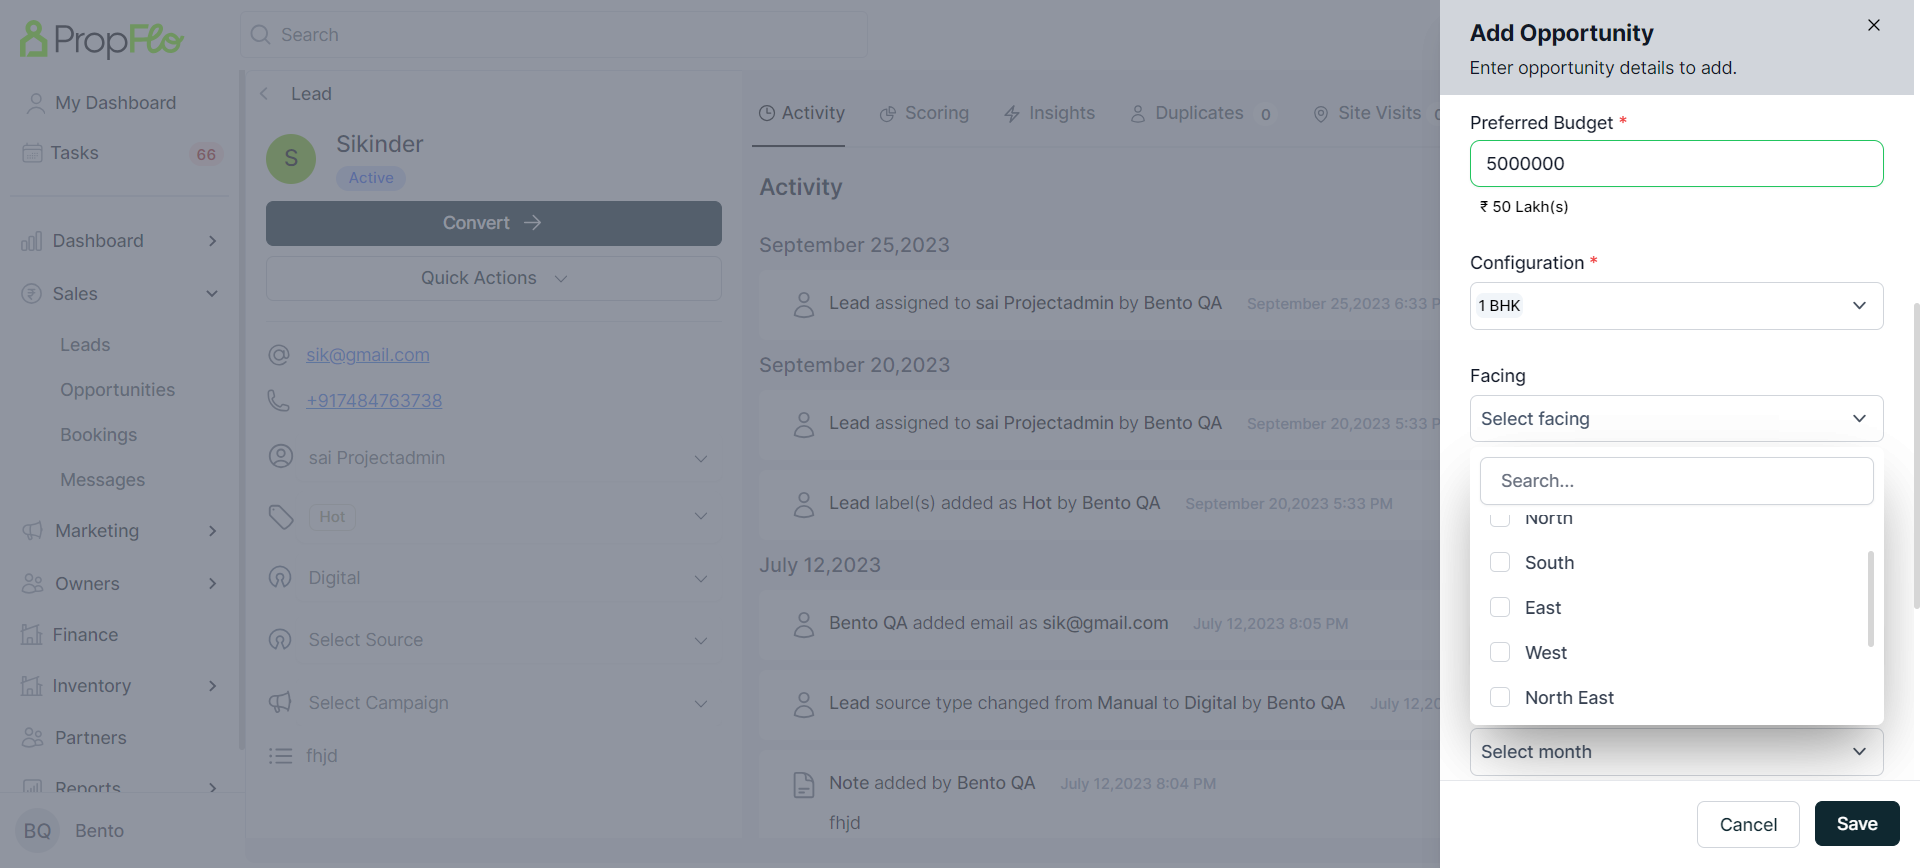 PropFlo
My Dashboard
Tasks
66
Dashboard
Sales
Leads
Opportunities
Bookings
Messages
Marketing
Owners
Finance
Inventory
Partners
Reports
BQ
Bento
Search
Lead
S
Sikinder
Active
Convert
Quick Actions
sik@gmail.com
+917484763738
sai Projectadmin
Hot
Digital
Select Source
Select Campaign
fhjd
Activity
Scoring
Insights
Duplicates 0
Site Visits
Activity
September 25,2023
Lead assigned to sai Projectadmin by Bento QA September 25,2023 6:33 P
September 20,2023
Lead assigned to sai Projectadmin by Bento QA September 20,2023 5:33 P
Lead label(s) added as Hot by Bento QA September 20,2023 5:33 PM
July 12,2023
Bento QA added email as sik@gmail.com July 12,2023 8:05 PM
Lead source type changed from Manual to Digital by Bento QA July 12,20
Note added by Bento QA July 12,2023 8:04 PM
fhjd
Add Opportunity
Enter opportunity details to add.
Preferred Budget *
5000000
₹ 50 Lakh(s)
Configuration *
1 BHK
Facing
Select facing
Search...
North
South
East
West
North East
Select month
Cancel
Save